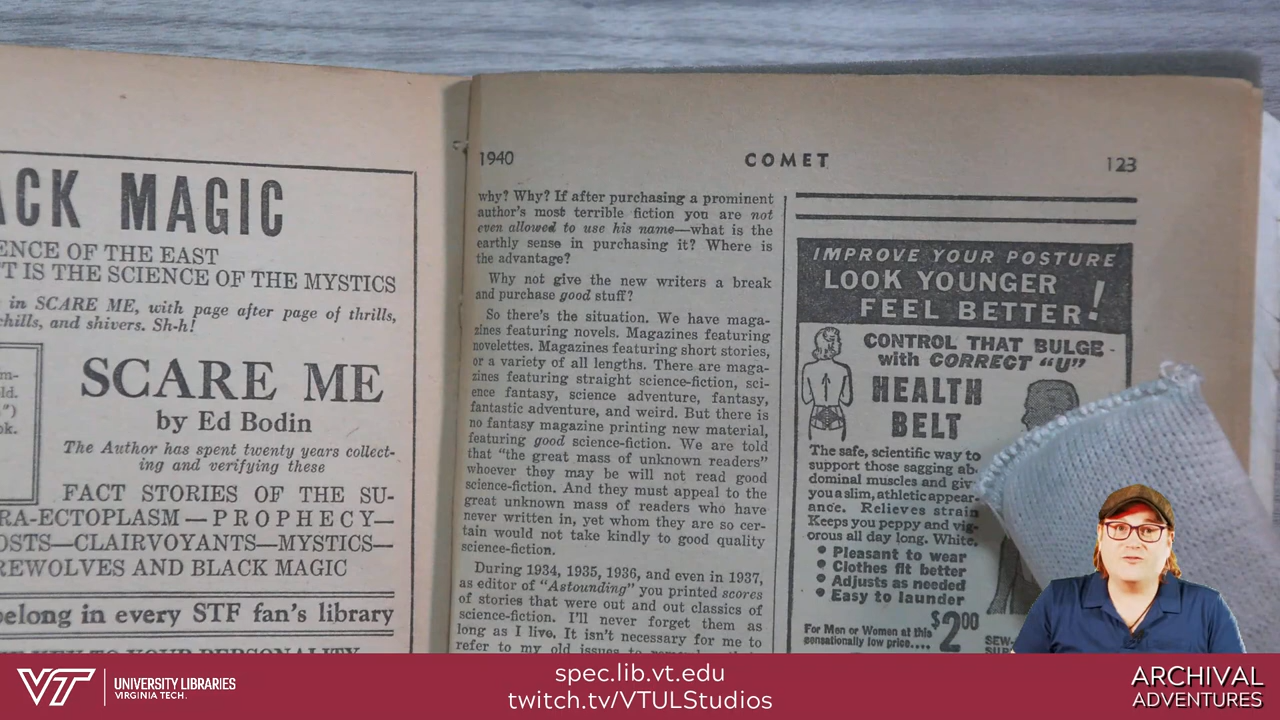 ACK MAGIC
ENCE OF THE EAST
T IS THE SCIENCE OF THE MYSTICS
in SCARE ME, with page after page of thrills,
chills, and shivers. Sh-h!
m-
ld.
")
ok.
SCARE ME
by Ed Bodin
The Author has spent twenty years collect-
ing and verifying these
FACT STORIES OF THE SU-
RA-ECTOPLASM—PROPHECY—
OSTS—CLAIRVOYANTS—MYSTICS—
REWOLVES AND BLACK MAGIC
belong in every STF fan's library
1940
COMET
123
why? Why? If after purchasing a prominent
author's most terrible fiction you are not
even allowed to use his name—what is the
earthly sense in purchasing it? Where is
the advantage?
Why not give the new writers a break
and purchase good stuff?
So there's the situation. We have maga-
zines featuring novels. Magazines featuring
novelettes. Magazines featuring short stories,
or a variety of all lengths. There are maga-
zines featuring straight science-fiction, sci-
ence fantasy, science adventure, fantasy,
fantastic adventure, and weird. But there is
no fantasy magazine printing new material,
featuring good science-fiction. We are told
that "the great mass of unknown readers"
whoever they may be will not read good
science-fiction. And they must appeal to the
great unknown mass of readers who have
never written in, yet whom they are so cer-
tain would not take kindly to good quality
science-fiction.
During 1934, 1935, 1936, and even in 1937,
as editor of "Astounding" you printed scores
of stories that were out and out classics of
science-fiction. I'll never forget them as
long as I live. It isn't necessary for me to
refer to my old issues to
IMPROVE YOUR POSTURE
LOOK YOUNGER
FEEL BETTER!
CONTROL THAT BULGE -
with CORRECT "U"
HEALTH
BELT
The safe, scientific way to
support those sagging ab-
dominal muscles and giv
you a slim, athletic appear-
ance. Relieves strain
Keeps you peppy and vig-
orous all day long. White,
• Pleasant to wear
• Clothes fit better
• Adjusts as needed
• Easy to launder
For Men or Women at this
sensationally low price....
$2.00
SEW-
VT
UNIVERSITY LIBRARIES
VIRGINIA TECH.
spec.lib.vt.edu
twitch.tv/VTULStudios
ARCHIVAL
ADVENTURES